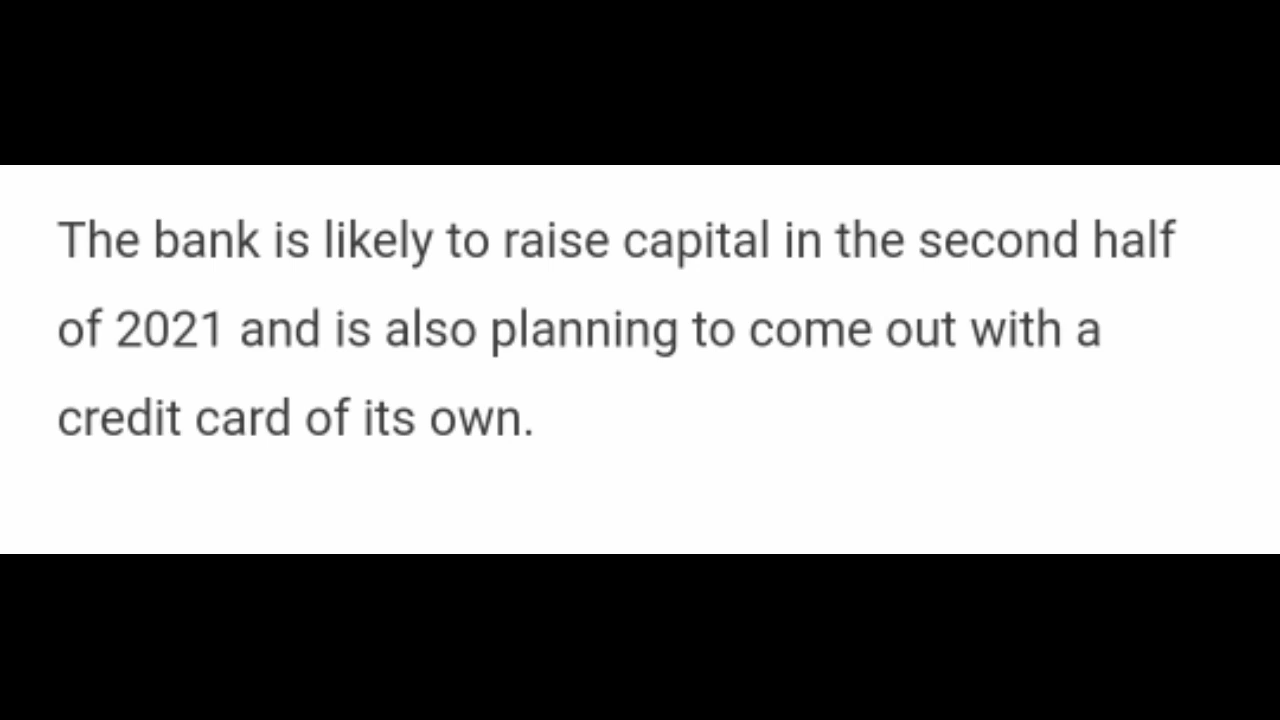 The bank is likely to raise capital in the second half
of 2021 and is also planning to come out with a
credit card of its own.